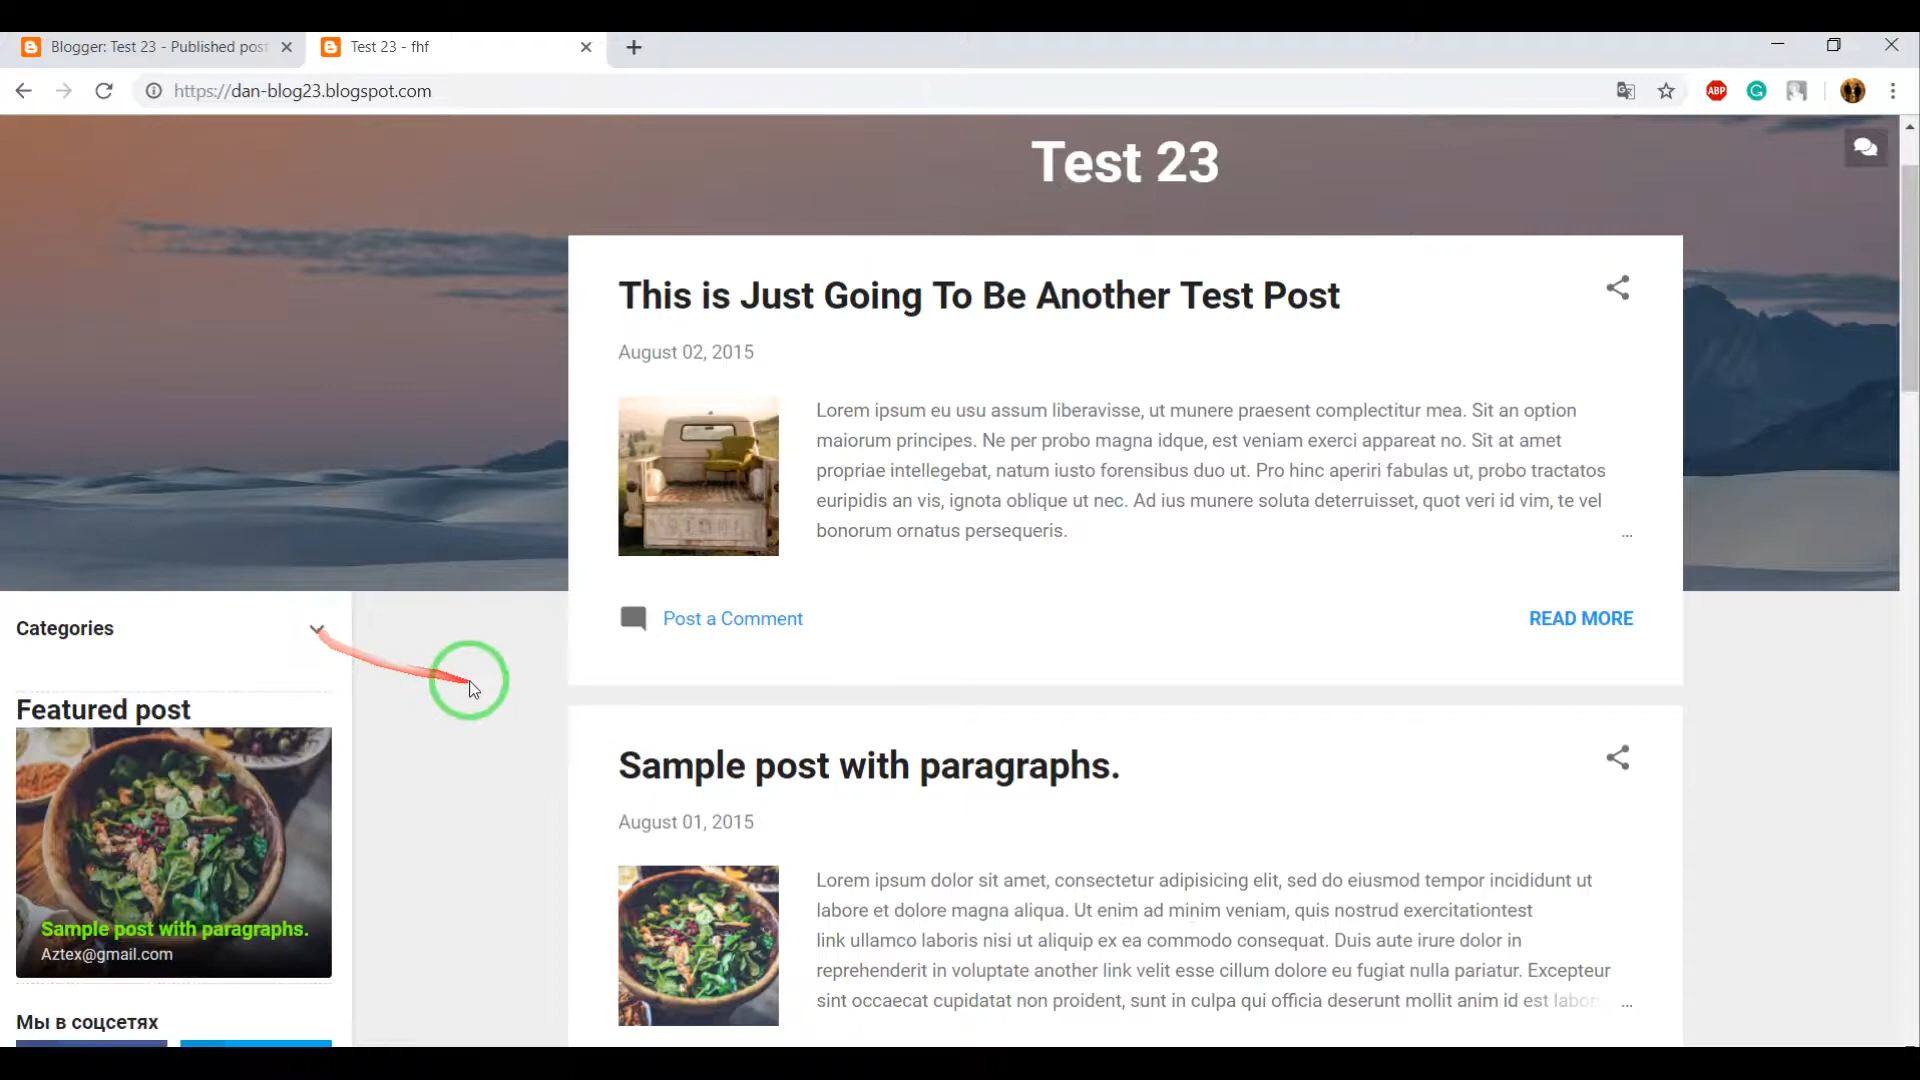 Blogger: Test 23 - Published post
Test 23 - fhf
https://dan-blog23.blogspot.com
ABP
Test 23
This is Just Going To Be Another Test Post
August 02, 2015
Lorem ipsum eu usu assum liberavisse, ut munere praesent complectitur mea. Sit an option
maiorum principes. Ne per probo magna idque, est veniam exerci appareat no. Sit at amet
propriae intellegebat, natum iusto forensibus duo ut. Pro hinc aperiri fabulas ut, probo tractatos
euripidis an vis, ignota oblique ut nec. Ad ius munere soluta deterruisset, quot veri id vim, te vel
bonorum ornatus persequeris. ...
Post a Comment
READ MORE
Categories
Featured post
Sample post with paragraphs.
Aztex@gmail.com
Мы в соцсетях
Sample post with paragraphs.
August 01, 2015
Lorem ipsum dolor sit amet, consectetur adipisicing elit, sed do eiusmod tempor incididunt ut
labore et dolore magna aliqua. Ut enim ad minim veniam, quis nostrud exercitationtest
link ullamco laboris nisi ut aliquip ex ea commodo consequat. Duis aute irure dolor in
reprehenderit in voluptate another link velit esse cillum dolore eu fugiat nulla pariatur. Excepteur
sint occaecat cupidatat non proident, sunt in culpa qui officia deserunt mollit anim id est labor ...